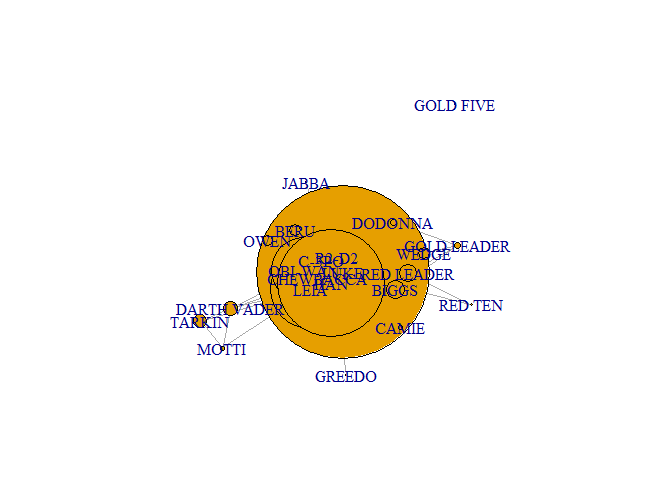 GOLD FIVE
JABBA
DODONNA
BERU
OWEN
GOLD LEADER
WEDGE
R2-D2
C-3PO
OBI-WAN
LUKE
RED LEADER
CHEWBACCA
HAN
LEIA
BIGGS
RED TEN
DARTH VADER
TARKIN
CAMIE
MOTTI
GREEDO